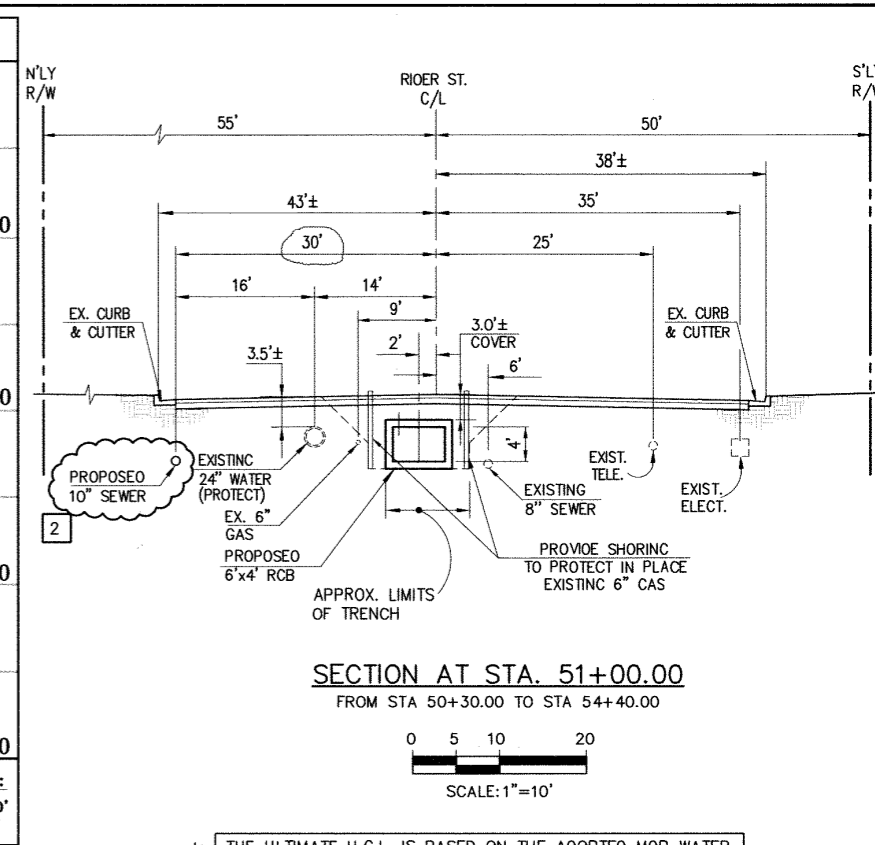 N'LY
R/W
RIOER ST.
C/L
S'LY
55'
50'
38'±
43'±
35'
30'
25'
16'
14'
9'
EX. CURB
& CUTTER
3.5'±
2'
3.0'±
COVER
6'
EX. CURB
& CUTTER
4'
PROPOSEO
10" SEWER
EXISTINC
24" WATER
(PROTECT)
EX. 6"
GAS
PROPOSEO
6'x4' RCB
EXISTING
8" SEWER
EXIST.
TELE.
EXIST.
ELECT.
2
APPROX. LIMITS
OF TRENCH
PROVIOE SHORINC
TO PROTECT IN PLACE
EXISTINC 6" CAS
SECTION AT STA. 51+00.00
FROM STA 50+30.00 TO STA 54+40.00
0 5 10 20
SCALE: 1"=10'
THE ULTIMATE H.G.L. IS BASED ON THE AOOPTEO MOP WATER